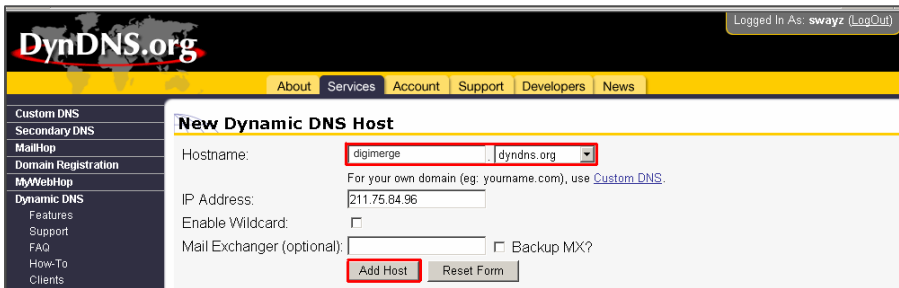 Logged In As: swayz (LogOut)
DynDNS.org
About Services Account Support Developers News
Custom DNS
Secondary DNS
MailHop
Domain Registration
MyWebHop
Dynamic DNS
Features
Support
FAQ
How-To
Clients
New Dynamic DNS Host
Hostname: digimerge . dyndns.org
For your own domain (eg: yourname.com), use Custom DNS.
IP Address: 211.75.84.96
Enable Wildcard:
Mail Exchanger (optional): Backup MX?
Add Host Reset Form